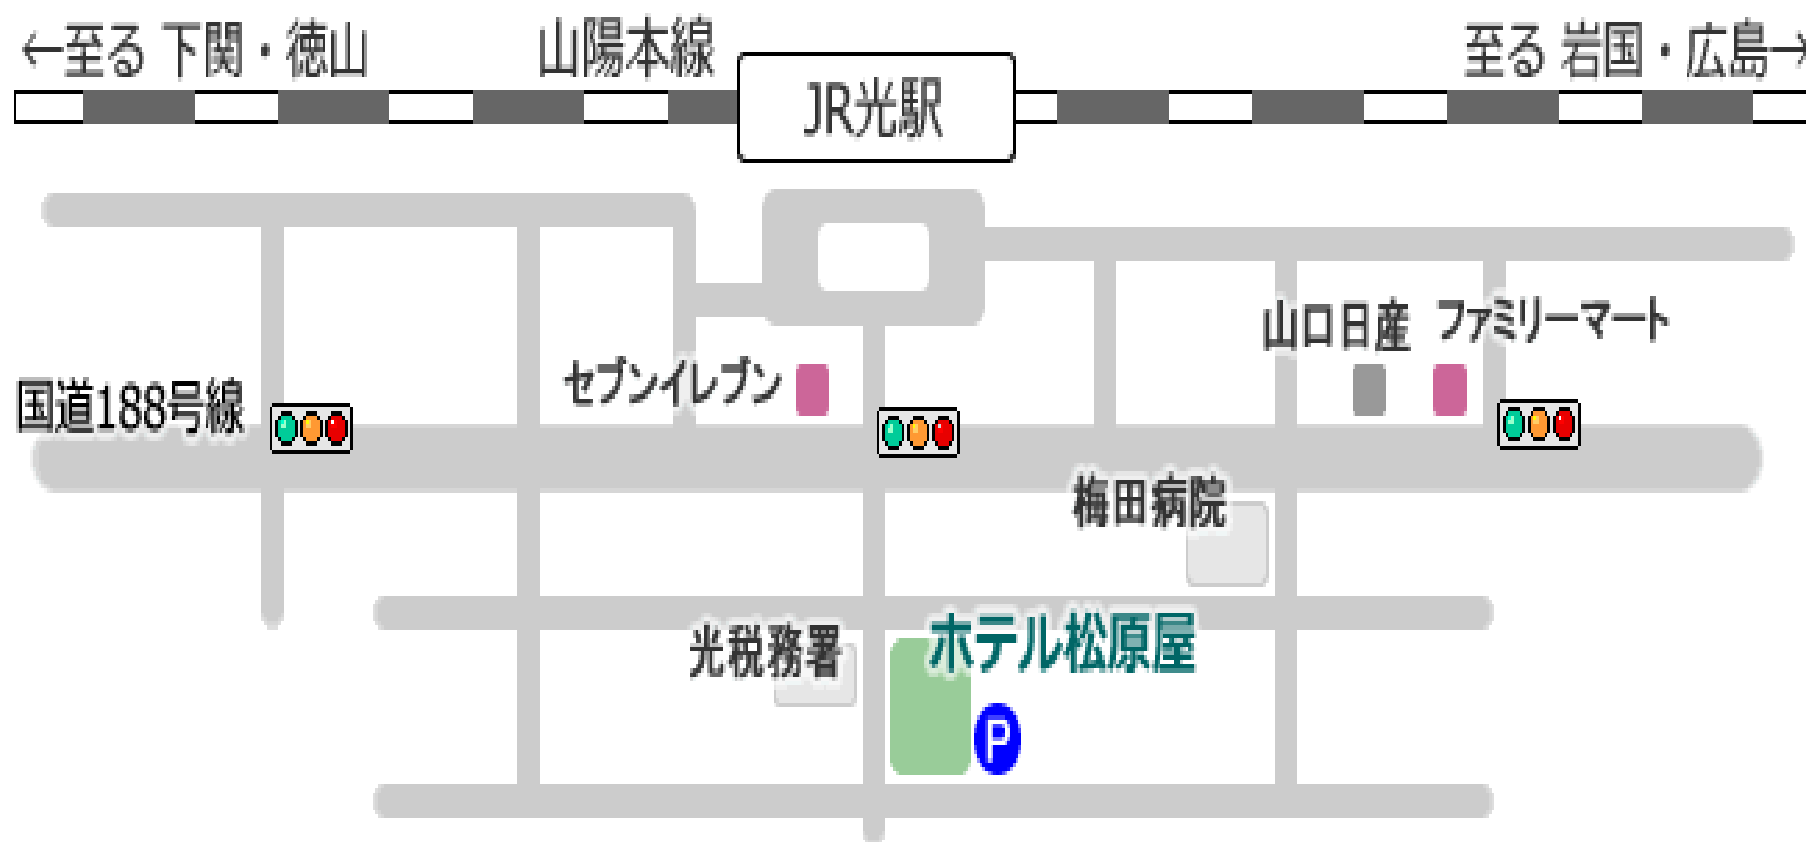 ←至る 下関・徳山
山陽本線
至る 岩国・広島→
JR光駅
山口日産
ファミリーマート
セブンイレブン
国道188号線
梅田病院
光税務署
ホテル松原屋
P